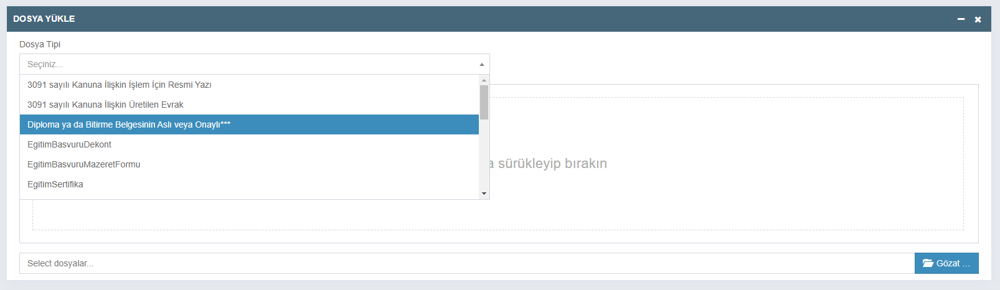 DOSYA YÜKLE
Dosya Tipi
Seçiniz...
3091 sayılı Kanuna İlişkin İşlem İçin Resmi Yazı
3091 sayılı Kanuna İlişkin Üretilen Evrak
Diploma ya da Bitirme Belgesinin Aslı veya Onaylı***
EgitimBasvuruDekont
EgitimBasvuruMazeretFormu
EgitimSertifika
sürükleyip bırakın
Select dosyalar...
Gözat ...